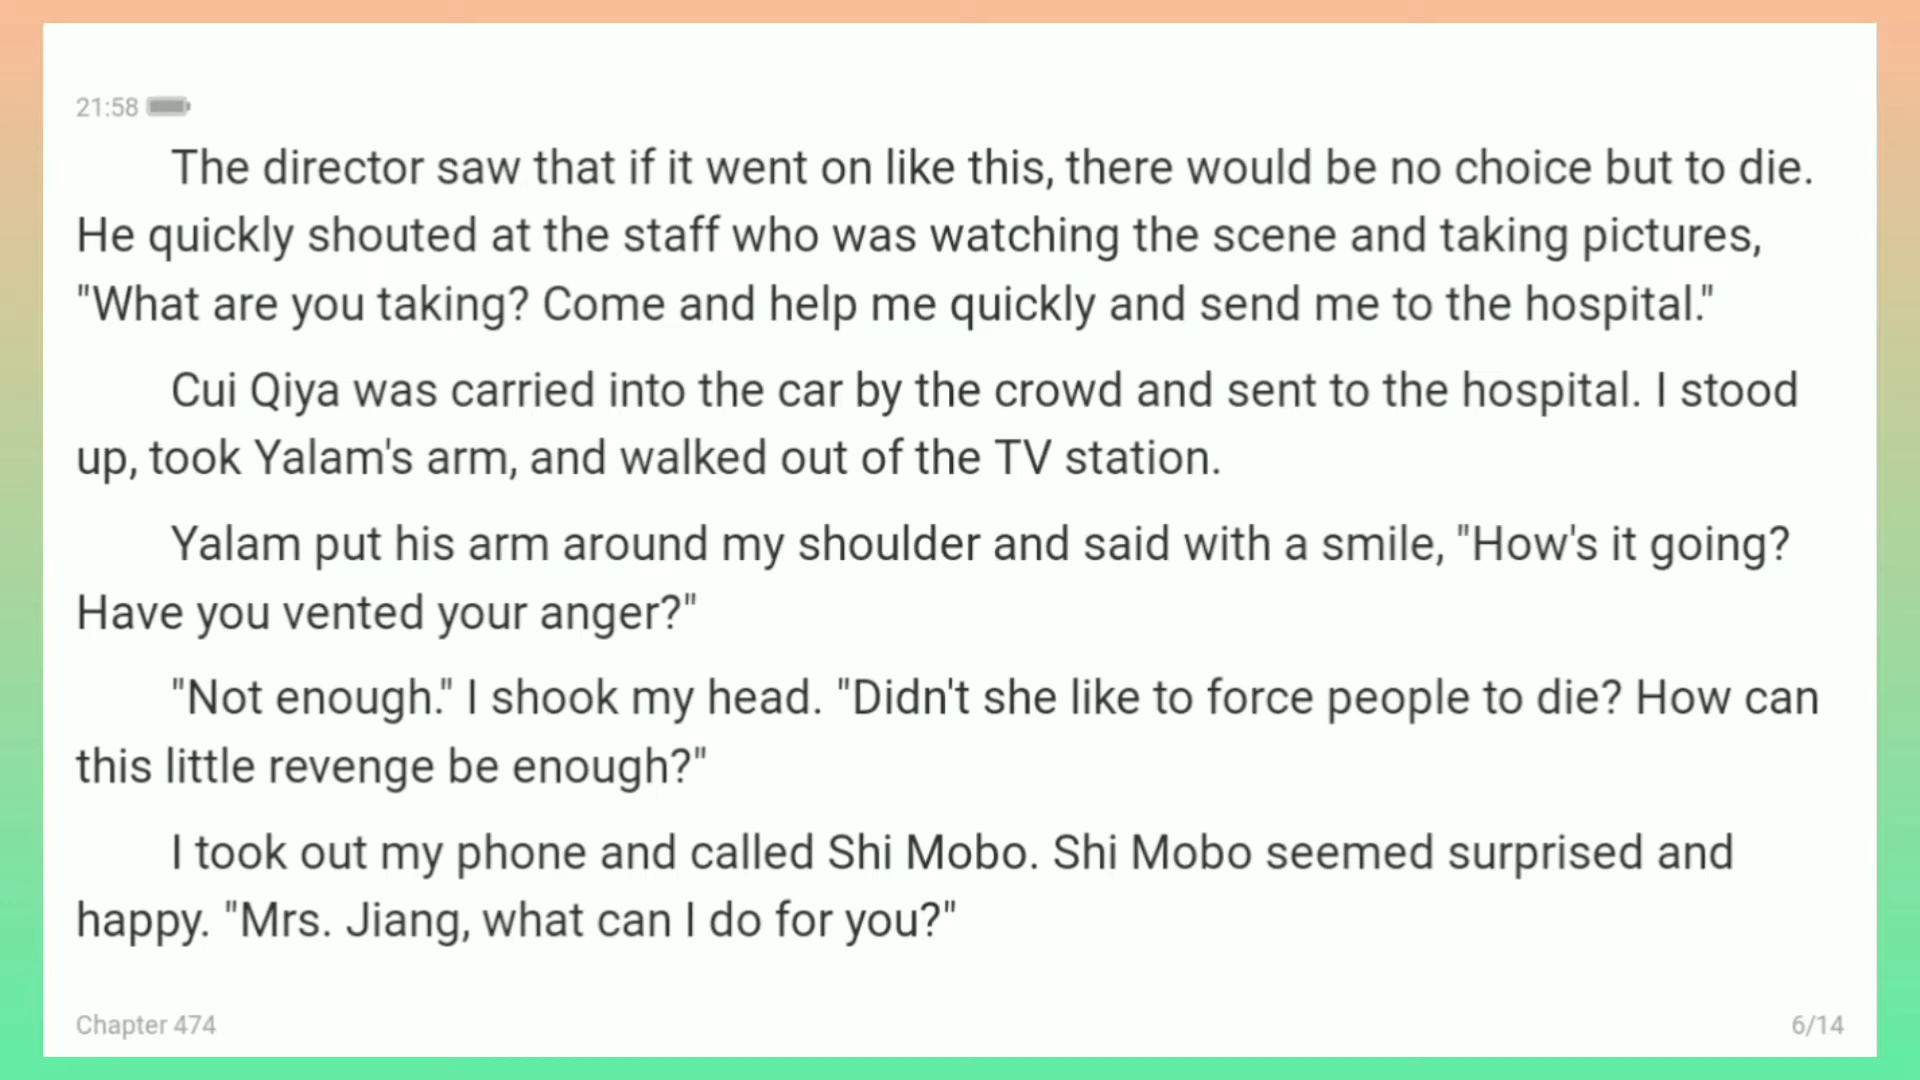 21:58
The director saw that if it went on like this, there would be no choice but to die.
He quickly shouted at the staff who was watching the scene and taking pictures,
"What are you taking? Come and help me quickly and send me to the hospital."
Cui Qiya was carried into the car by the crowd and sent to the hospital. I stood
up, took Yalam's arm, and walked out of the TV station.
Yalam put his arm around my shoulder and said with a smile, "How's it going?
Have you vented your anger?"
"Not enough." I shook my head. "Didn't she like to force people to die? How can
this little revenge be enough?"
I took out my phone and called Shi Mobo. Shi Mobo seemed surprised and
happy. "Mrs. Jiang, what can I do for you?"
Chapter 474
6/14